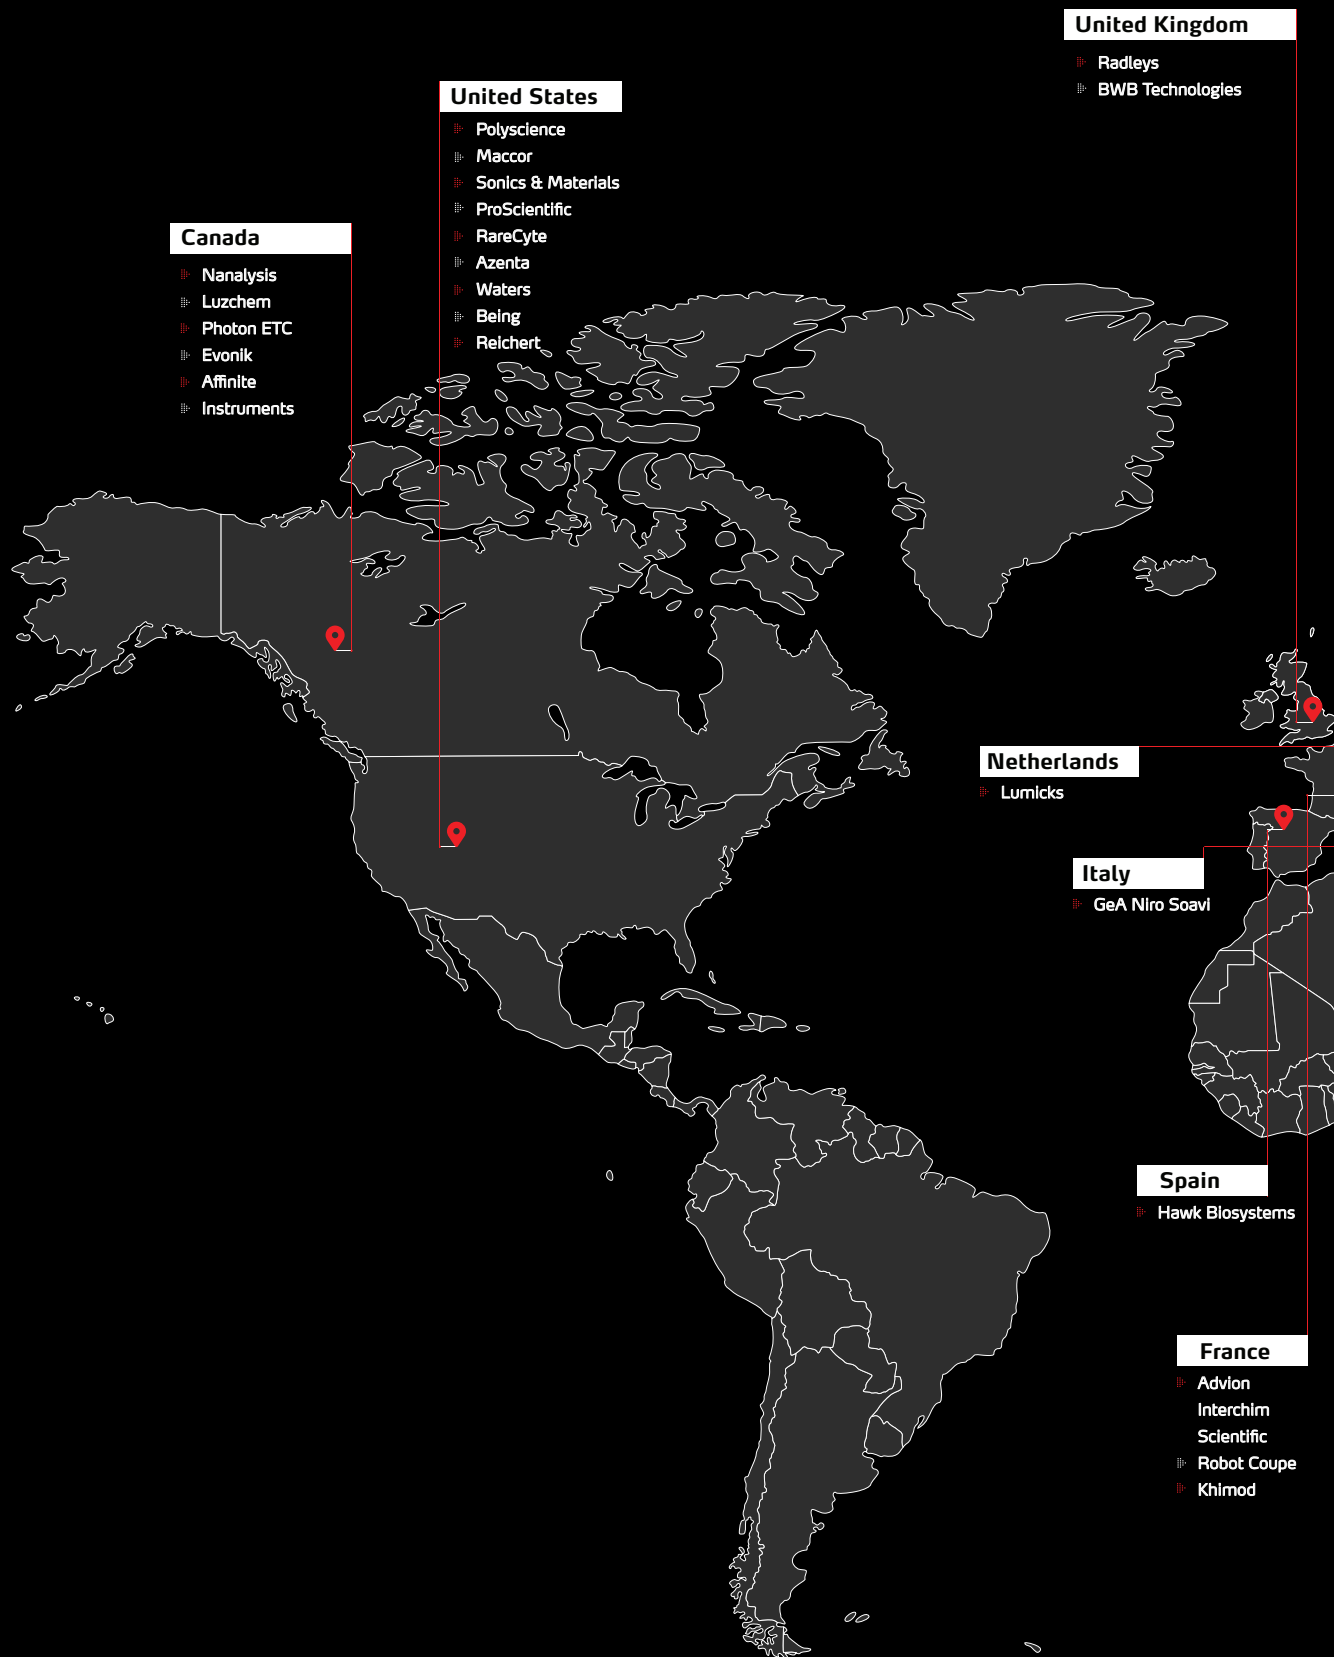 United Kingdom
Radleys
BWB Technologies
United States
Polyscience
Maccor
Sonics & Materials
ProScientific
RareCyte
Azenta
Waters
Being
Reichert
Canada
Nanalysis
Luzchem
Photon ETC
Evonik
Affinite
Instruments
Netherlands
Lumicks
Italy
GeA Niro Soavi
Spain
Hawk Biosystems
France
Advion
Interchim
Scientific
Robot Coupe
Khimod